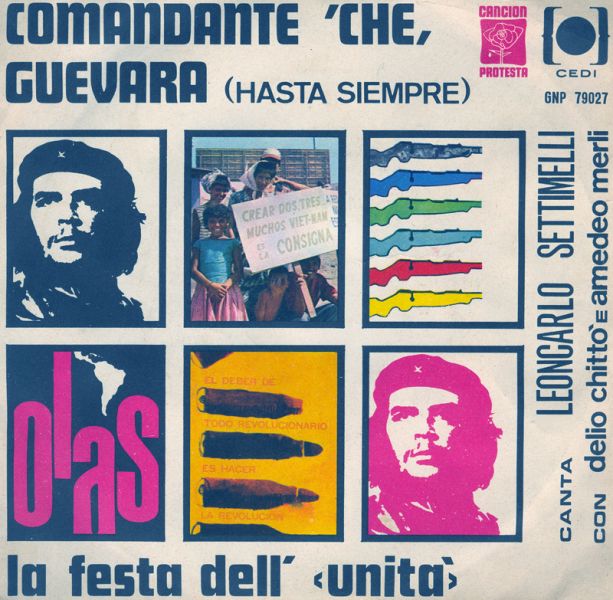 COMANDANTE 'CHE,
GUEVARA (HASTA SIEMPRE)
CANCION
PROTESTA
CEDI
GNP 79027
CREAR DOS, TRES
MUCHOS VIET-NAM
ES LA CONSIGNA
olas
EL DEBER DE
TODO REVOLUCIONARIO
ES HACER
LA REVOLUCION
CANTA LEONCARLO SETTIMELLI
CON delio chittò E amedeo merli
la festa dell' ‹unità›